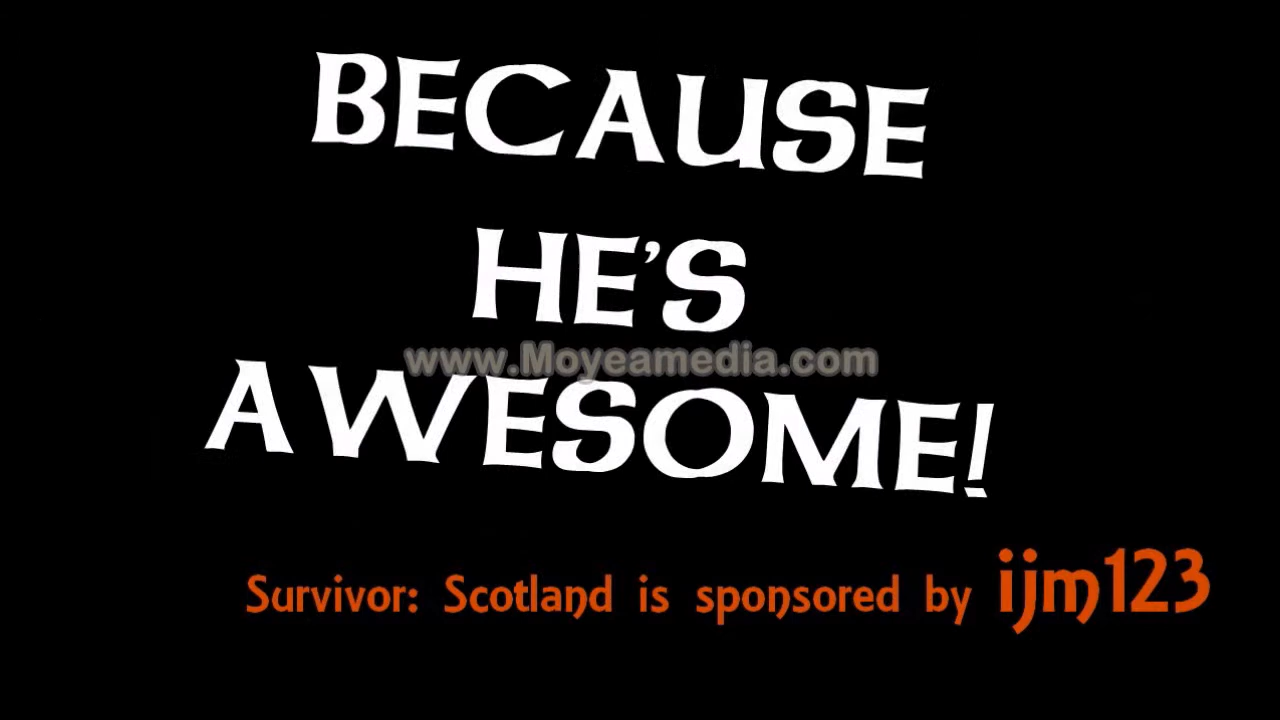 BECAUSE
HE'S
www.Moyeamedia.com
AWESOME!
Survivor: Scotland is sponsored by ijm123